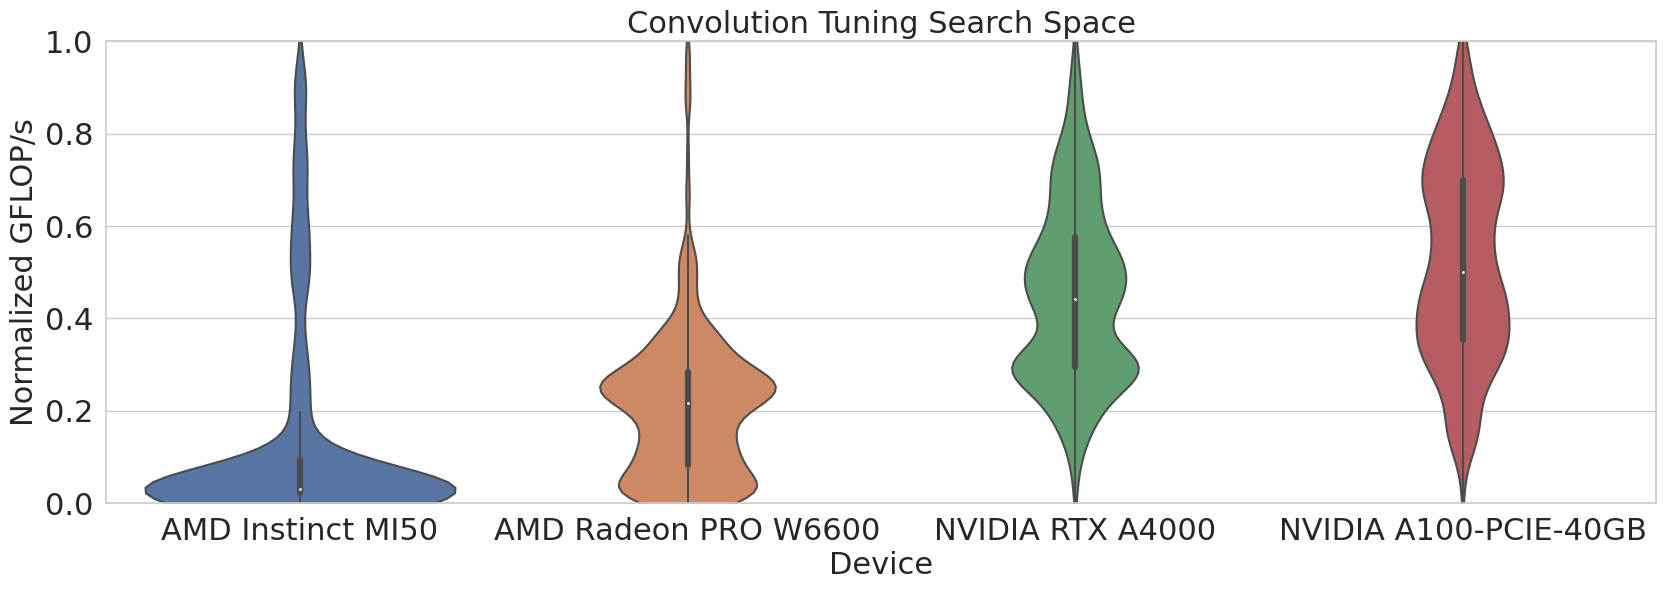 Convolution Tuning Search Space
1.0
0.8
0.6
0.4
0.2
0.0
Normalized GFLOP/s
AMD Instinct MI50
AMD Radeon PRO W6600
NVIDIA RTX A4000
NVIDIA A100-PCIE-40GB
Device